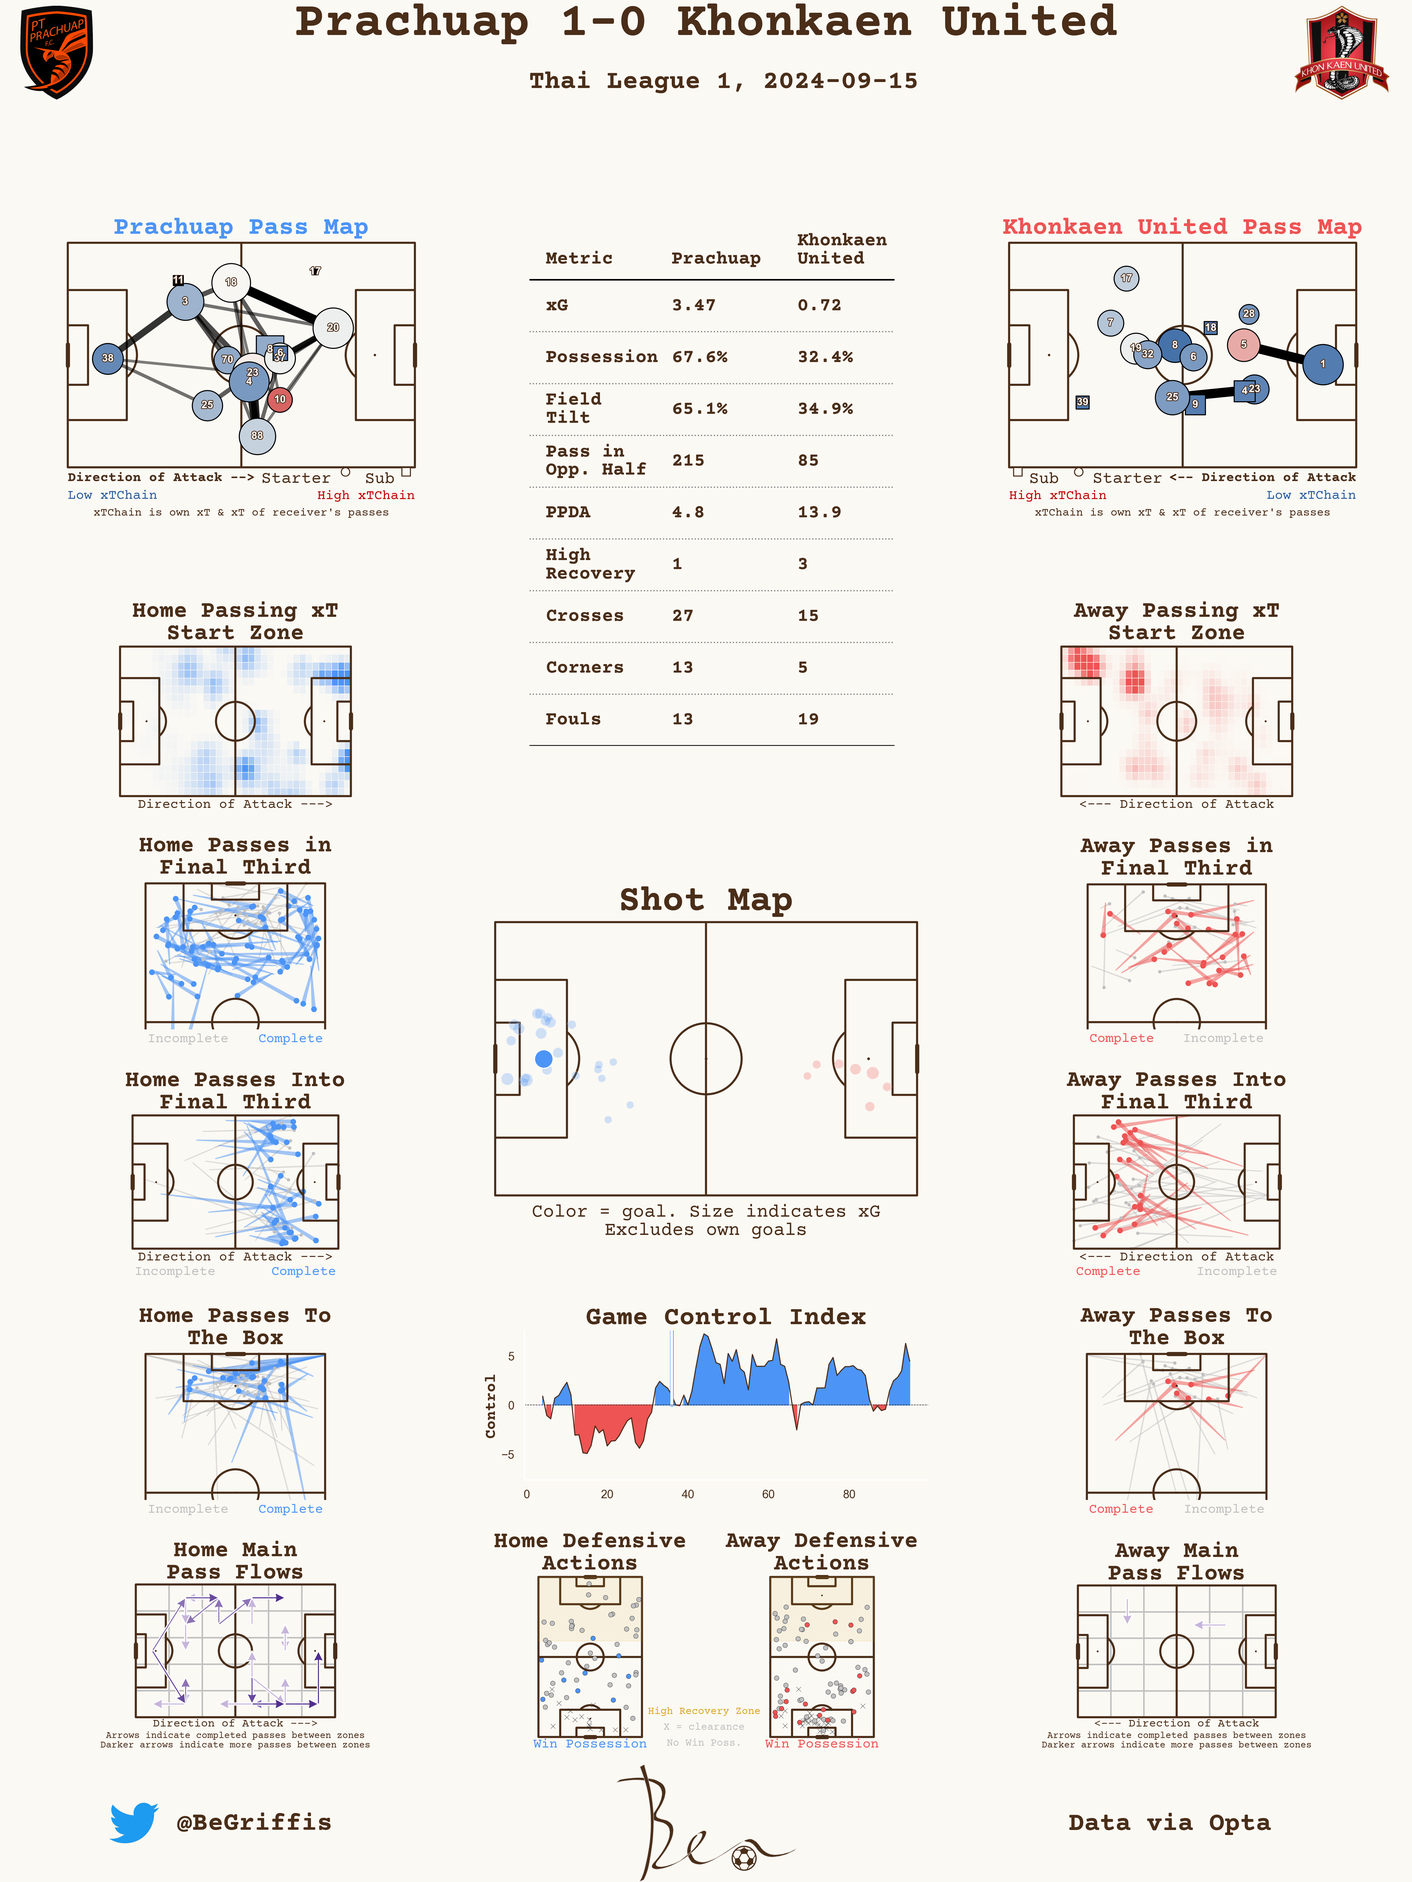 Prachuap 1-0 Khonkaen United
Thai League 1, 2024-09-15
PT
PRACHUAP
F.C.
KHON KAEN UNITED
Prachuap Pass Map
11
17
18
3
20
38
70
8
6
37
23
4
25
10
88
Direction of Attack --> Starter Sub
Low xTChain High xTChain
xTChain is own xT & xT of receiver's passes
Metric Prachuap Khonkaen United
xG 3.47 0.72
Possession 67.6% 32.4%
Field Tilt 65.1% 34.9%
Pass in Opp. Half 215 85
PPDA 4.8 13.9
High Recovery 1 3
Crosses 27 15
Corners 13 5
Fouls 13 19
Khonkaen United Pass Map
17
28
7
18
19
32
8
6
5
1
39
25
9
4
23
Sub Starter <-- Direction of Attack
High xTChain Low xTChain
xTChain is own xT & xT of receiver's passes
Home Passing xT
Start Zone
Direction of Attack --->
Away Passing xT
Start Zone
<--- Direction of Attack
Home Passes in
Final Third
Incomplete Complete
Away Passes in
Final Third
Complete Incomplete
Shot Map
Color = goal. Size indicates xG
Excludes own goals
Home Passes Into
Final Third
Direction of Attack --->
Incomplete Complete
Away Passes Into
Final Third
<--- Direction of Attack
Complete Incomplete
Home Passes To
The Box
Incomplete Complete
Game Control Index
Control
5
0
−5
0 20 40 60 80
Away Passes To
The Box
Complete Incomplete
Home Main
Pass Flows
Direction of Attack --->
Arrows indicate completed passes between zones
Darker arrows indicate more passes between zones
Home Defensive
Actions
Win Possession
High Recovery Zone
X = clearance
No Win Poss.
Away Defensive
Actions
Win Possession
Away Main
Pass Flows
<--- Direction of Attack
Arrows indicate completed passes between zones
Darker arrows indicate more passes between zones
@BeGriffis
Ben
Data via Opta